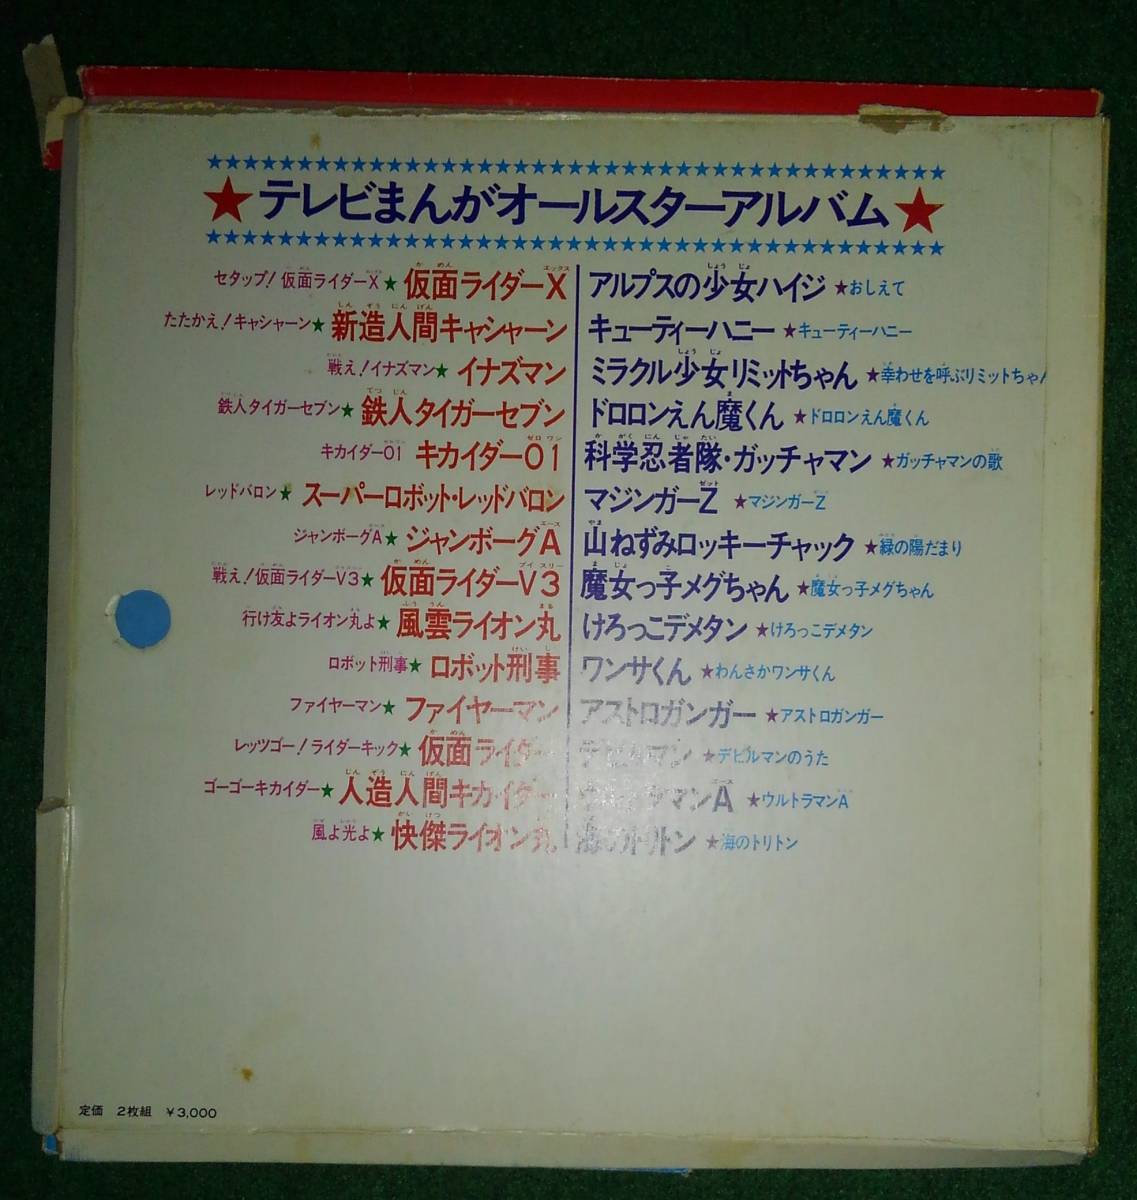 テレビまんがオールスターアルバム
セタップ!仮面ライダーX★仮面ライダーX
たたかえ!キャシャーン★新造人間キャシャーン
戦え!イナズマン★イナズマン
鉄人タイガーセブン★鉄人タイガーセブン
キカイダー01 キカイダー01
レッドバロン★スーパーロボット・レッドバロン
ジャンボーグA★ジャンボーグA
戦え!仮面ライダーV3★仮面ライダーV3
行け友よライオン丸よ★風雲ライオン丸
ロボット刑事★ロボット刑事
ファイヤーマン★ファイヤーマン
レッツゴー!ライダーキック★仮面ライダー
ゴーゴーキカイダー★人造人間キカイダー
風よ光よ★快傑ライオン丸
アルプスの少女ハイジ★おしえて
キューティーハニー★キューティーハニー
ミラクル少女リミットちゃん★幸わせを呼ぶリミットちゃん
ドロロンえん魔くん★ドロロンえん魔くん
科学忍者隊・ガッチャマン★ガッチャマンの歌
マジンガーZ★マジンガーZ
山ねずみロッキーチャック★緑の陽だまり
魔女っ子メグちゃん★魔女っ子メグちゃん
けろっこデメタン★けろっこデメタン
ワンサくん★わんさかワンサくん
アストロガンガー★アストロガンガー
デビルマン★デビルマンのうた
ウルトラマンA★ウルトラマンA
海のトリトン★海のトリトン
定価 2枚組 ¥3,000